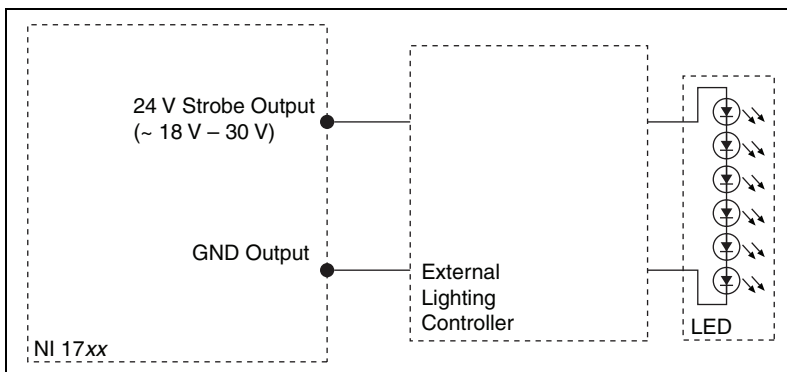 24 V Strobe Output
(~ 18 V – 30 V)
GND Output
External
Lighting
Controller
LED
NI 17xx